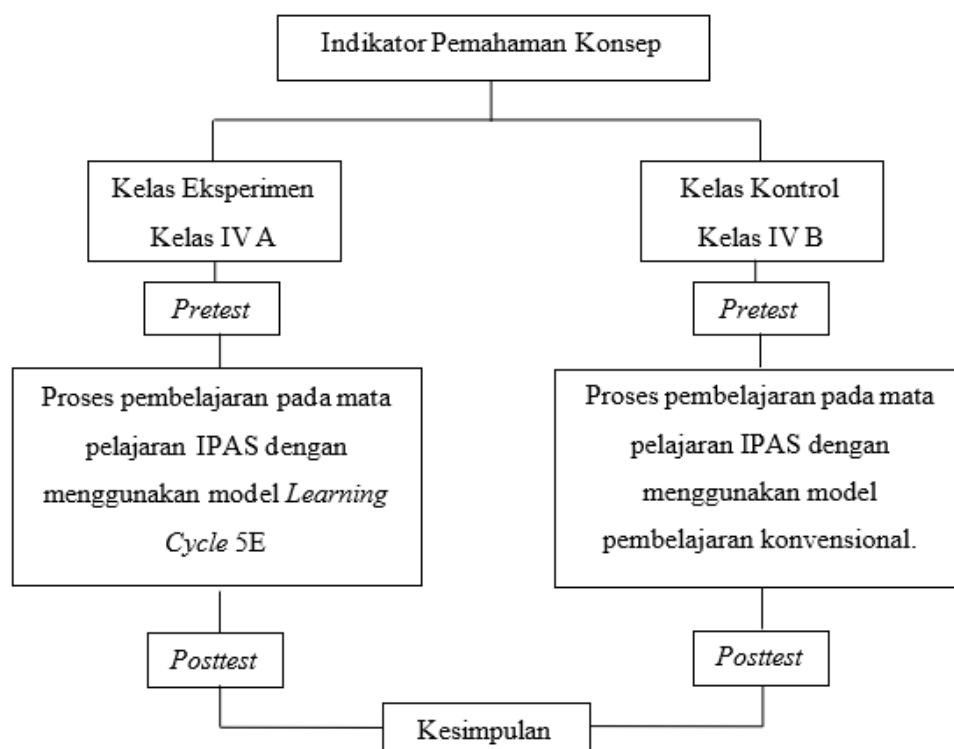 Indikator Pemahaman Konsep
Kelas Eksperimen
Kelas IV A
Kelas Kontrol
Kelas IV B
Pretest
Pretest
Proses pembelajaran pada mata
pelajaran IPAS dengan
menggunakan model Learning
Cycle 5E
Proses pembelajaran pada mata
pelajaran IPAS dengan
menggunakan model
pembelajaran konvensional.
Posttest
Posttest
Kesimpulan